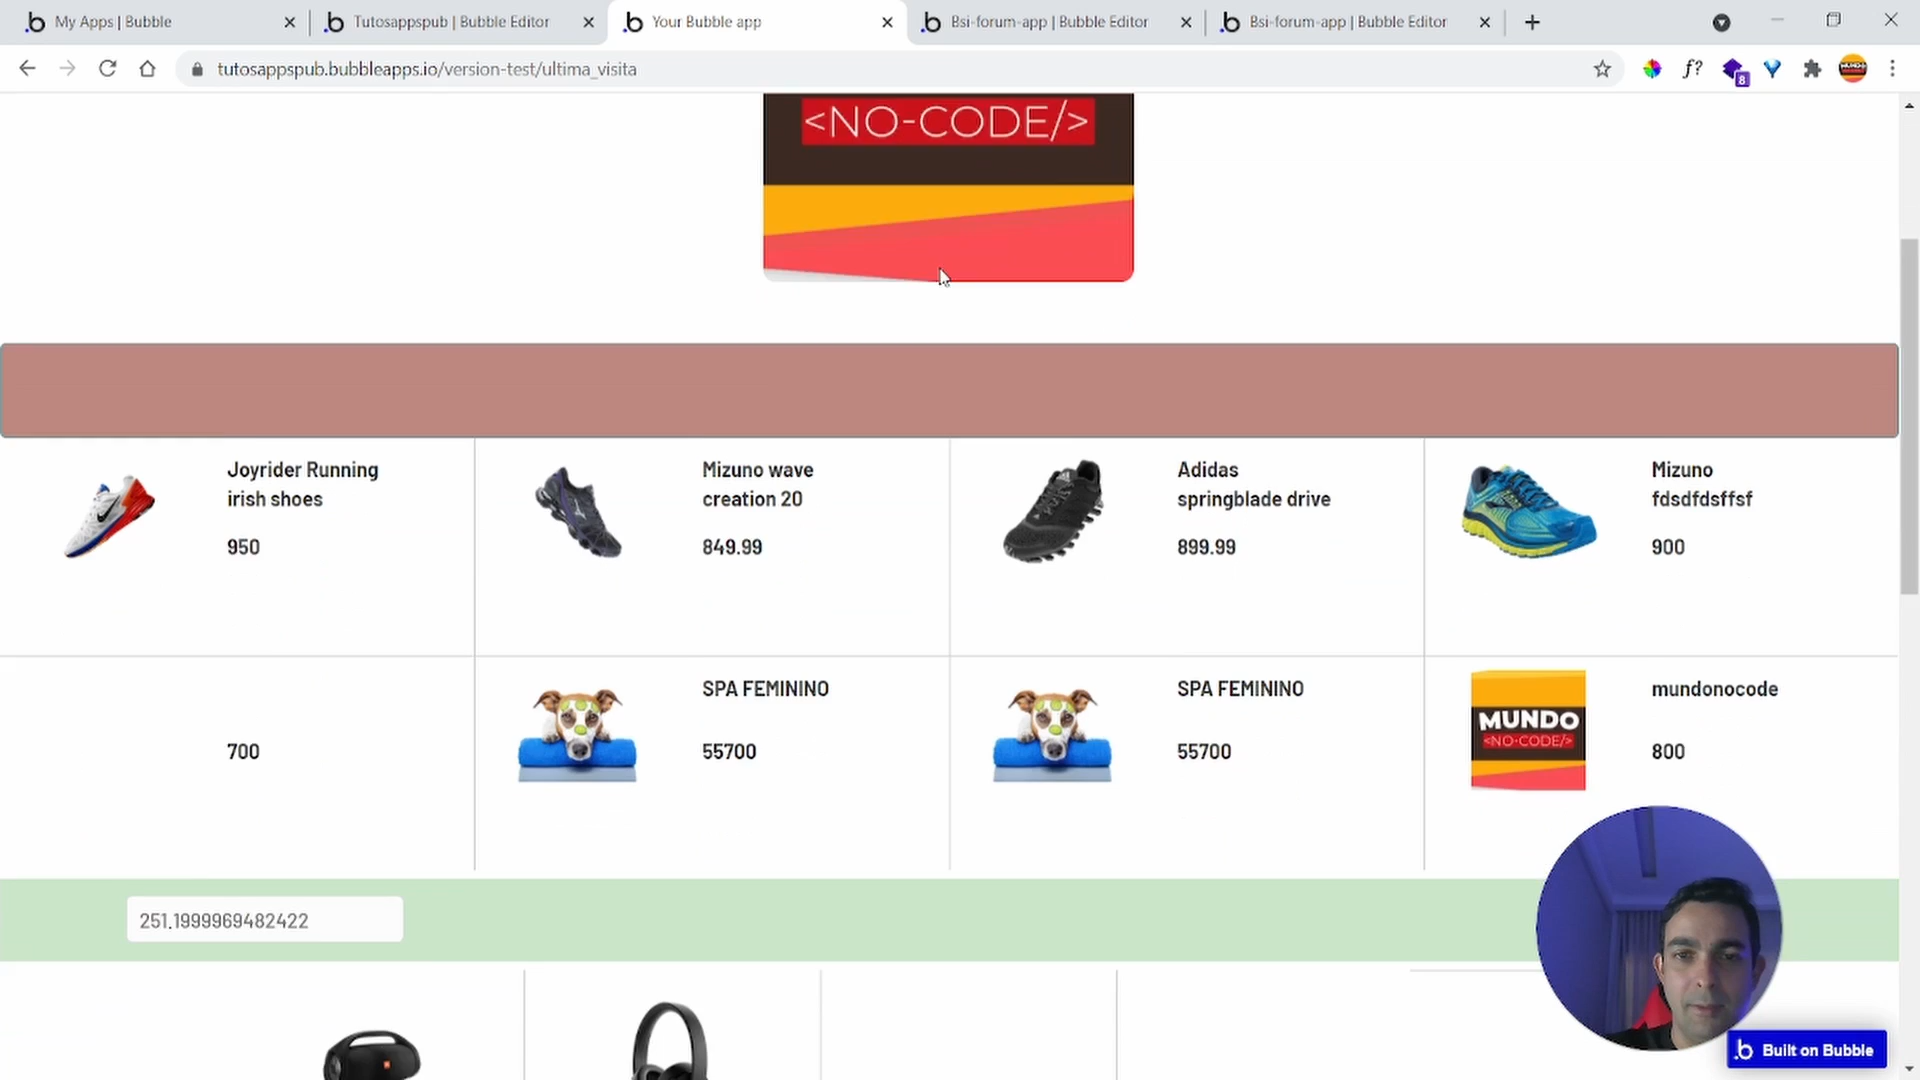 My Apps | Bubble
Tutosappspub | Bubble Editor
Your Bubble app
Bsi-forum-app | Bubble Editor
Bsi-forum-app | Bubble Editor
tutosappspub.bubbleapps.io/version-test/ultima_visita
f?
8
<NO-CODE/>
Joyrider Running
irish shoes
950
Mizuno wave
creation 20
849.99
Adidas
springblade drive
899.99
Mizuno
fdsdfdsffsf
900
700
SPA FEMININO
55700
SPA FEMININO
55700
MUNDO
<NO-CODE/>
mundonocode
800
251.1999969482422
Built on Bubble